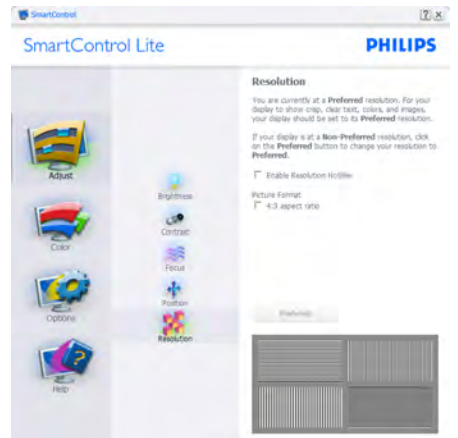 SmartControl
SmartControl Lite
PHILIPS
Resolution
You are currently at a Preferred resolution. For your
display to show crisp, clear text, colors, and images,
your display should be set to its Preferred resolution.
If your display is at a Non-Preferred resolution, click
on the Preferred button to change your resolution to
Preferred.
Enable Resolution Notifier
Picture Format
4:3 aspect ratio
Preferred
Adjust
Color
Options
Help
Brightness
Contrast
Focus
Position
Resolution